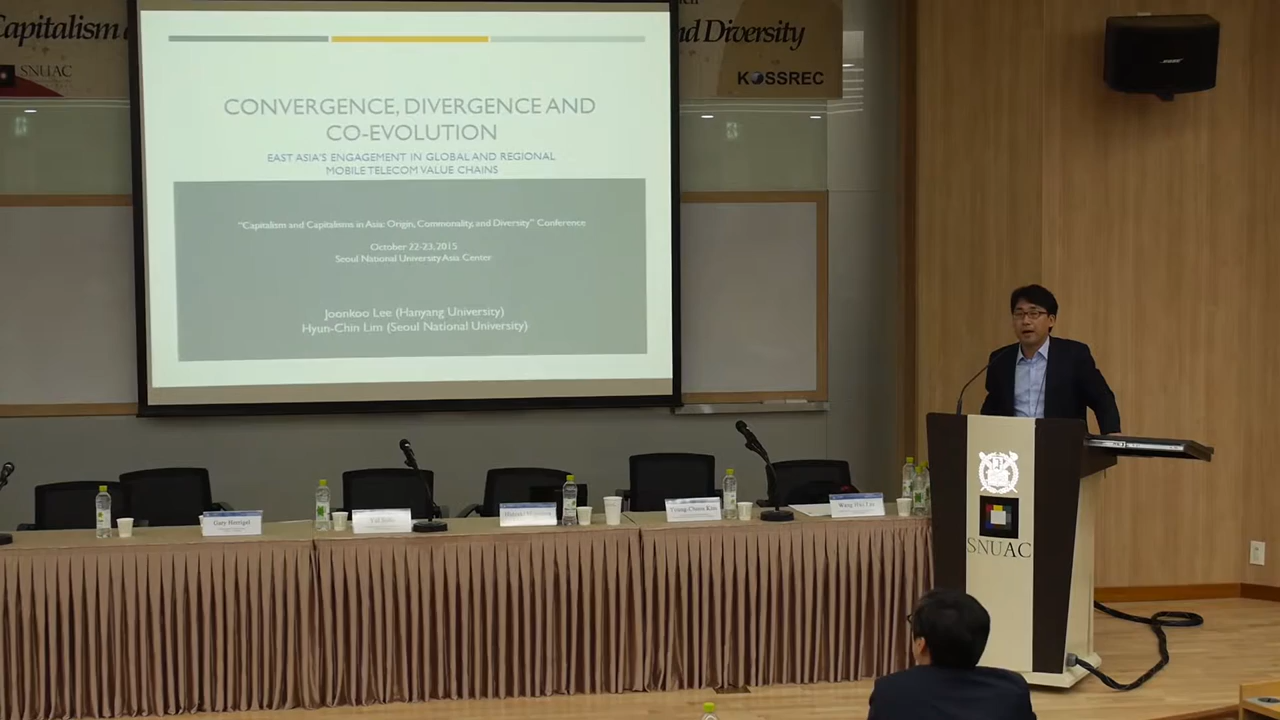 Capitalism
nd Diversity
SNUAC
KOSSREC
BOSE
CONVERGENCE, DIVERGENCE AND
CO-EVOLUTION
EAST ASIA'S ENGAGEMENT IN GLOBAL AND REGIONAL
MOBILE TELECOM VALUE CHAINS
"Capitalism and Capitalisms in Asia: Origin, Commonality, and Diversity" Conference
October 22-23, 2015
Seoul National University Asia Center
Joonkoo Lee (Hanyang University)
Hyun-Chin Lim (Seoul National University)
Gary Herrigel
SNUAC